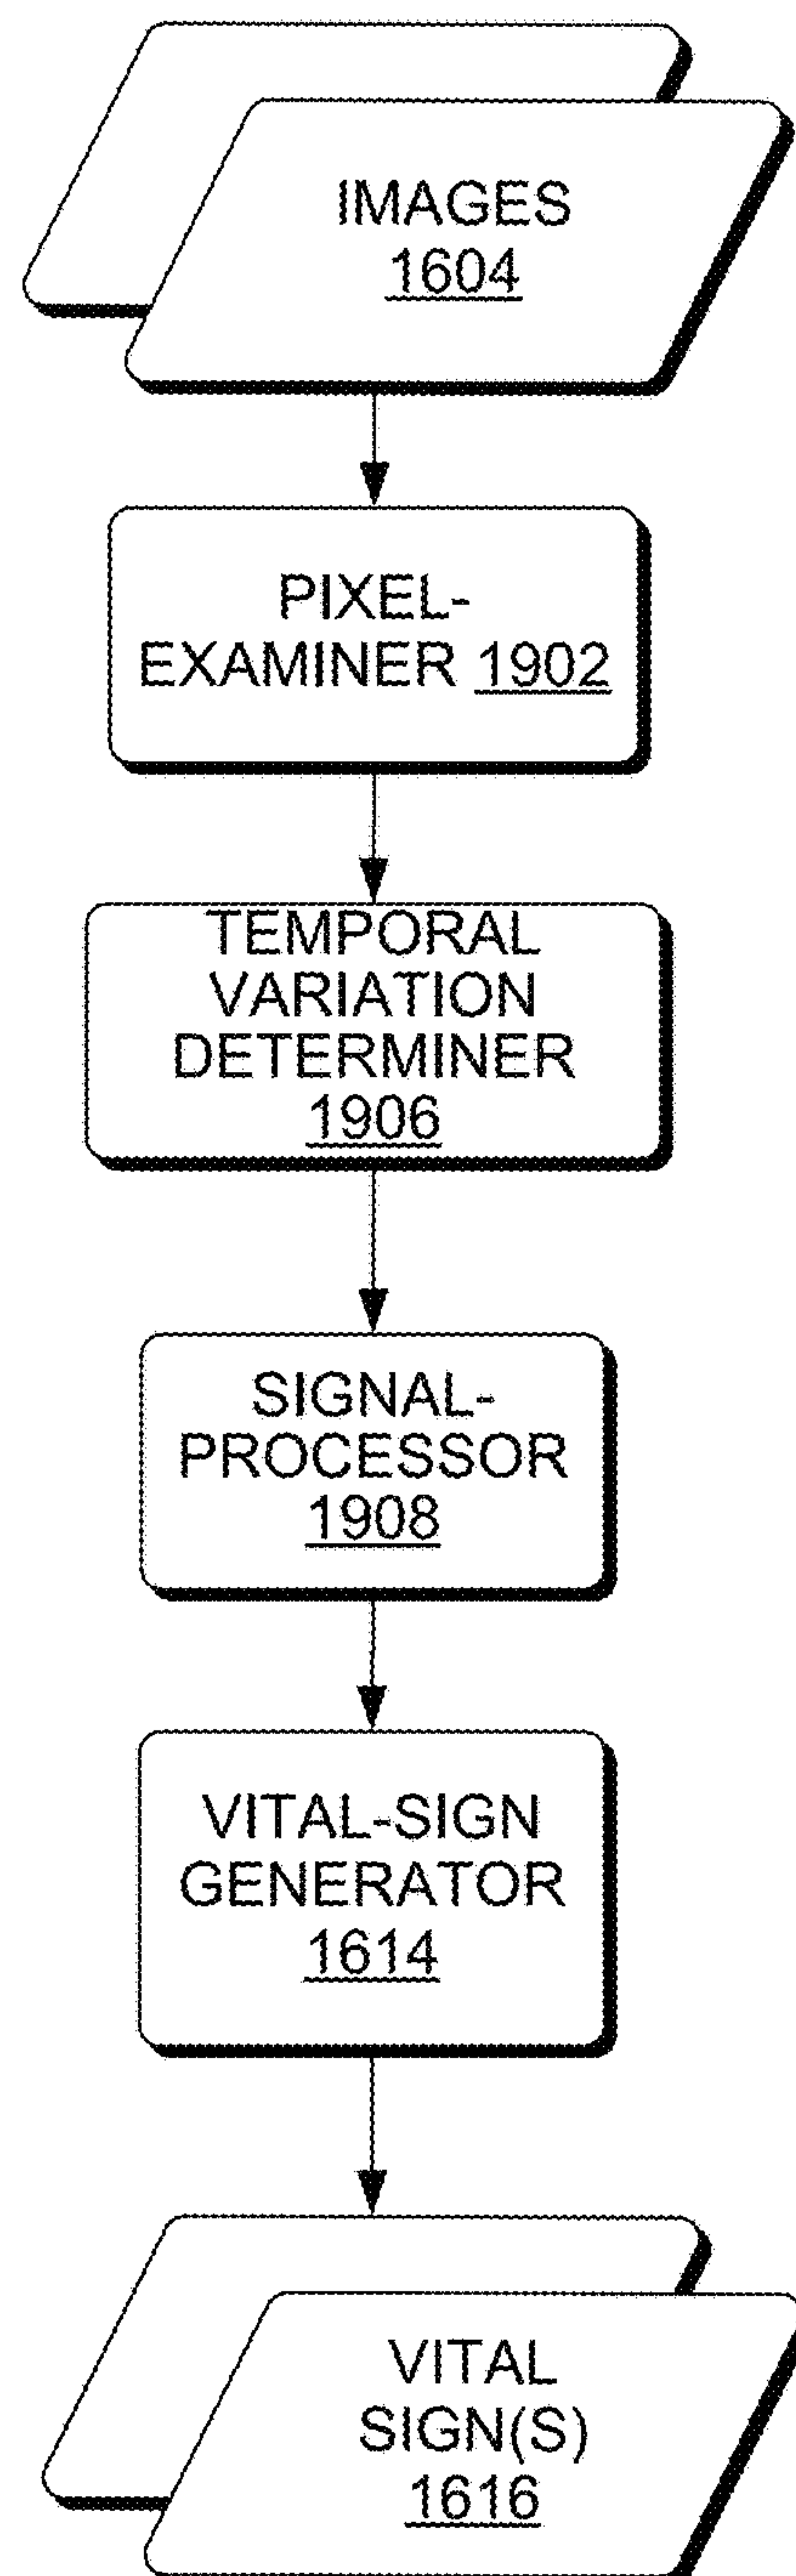 IMAGES
1604
PIXEL-
EXAMINER 1902
TEMPORAL
VARIATION
DETERMINER
1906
SIGNAL-
PROCESSOR
1908
VITAL-SIGN
GENERATOR
1614
VITAL
SIGN(S)
1616